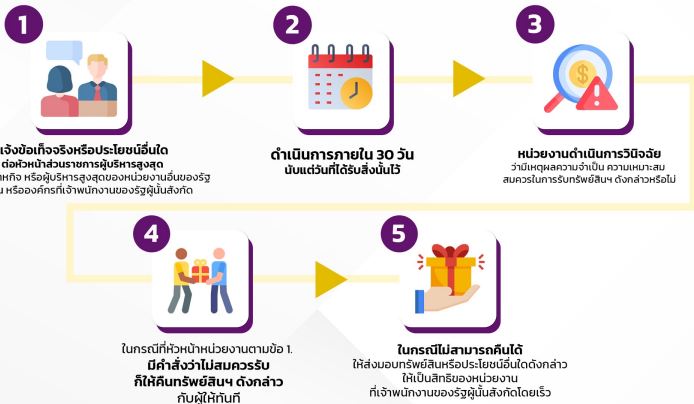 1
แจ้งข้อเท็จจริงหรือประโยชน์อื่นใด
ต่อหัวหน้าส่วนราชการผู้บริหารสูงสุด
หกิจ หรือผู้บริหารสูงสุดของหน่วยงานอื่นของรัฐ
น หรือองค์กรที่เจ้าพนักงานของรัฐผู้นั้นสังกัด
2
ดำเนินการภายใน 30 วัน
นับแต่วันที่ได้รับสิ่งนั้นไว้
3
หน่วยงานดำเนินการวินิจฉัย
ว่ามีเหตุผลความจำเป็น ความเหมาะสม
สมควรในการรับทรัพย์สินฯ ดังกล่าวหรือไม่
4
ในกรณีที่หัวหน้าหน่วยงานตามข้อ 1.
มีคำสั่งว่าไม่สมควรรับ
ก็ให้คืนทรัพย์สินฯ ดังกล่าว
กับผู้ให้ทันที
5
ในกรณีไม่สามารถคืนได้
ให้ส่งมอบทรัพย์สินหรือประโยชน์อื่นใดดังกล่าว
ให้เป็นสิทธิของหน่วยงาน
ที่เจ้าพนักงานของรัฐผู้นั้นสังกัดโดยเร็ว